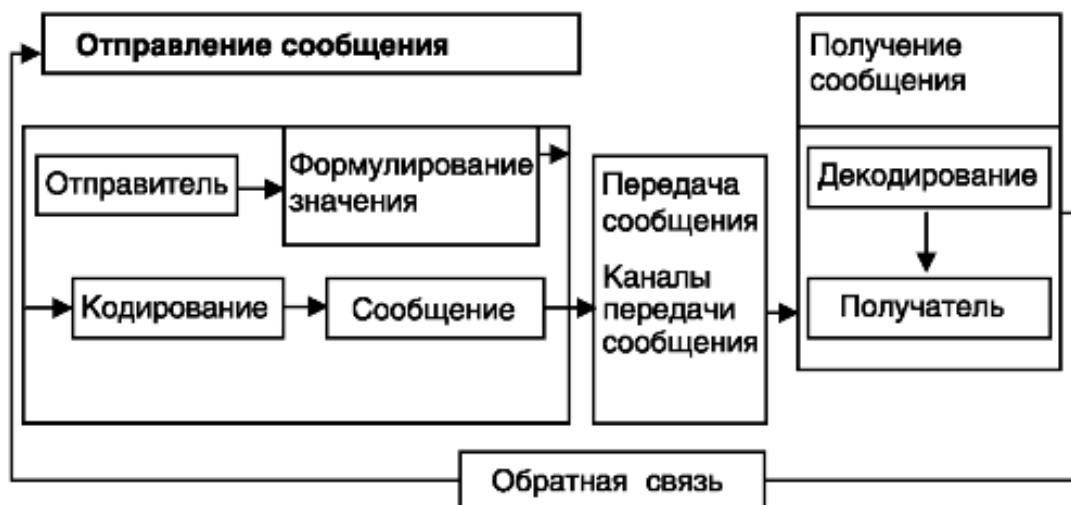 Отправление сообщения
Отправитель
Формулирование
значения
Кодирование
Сообщение
Передача
сообщения
Каналы
передачи
сообщения
Получение
сообщения
Декодирование
Получатель
Обратная связь